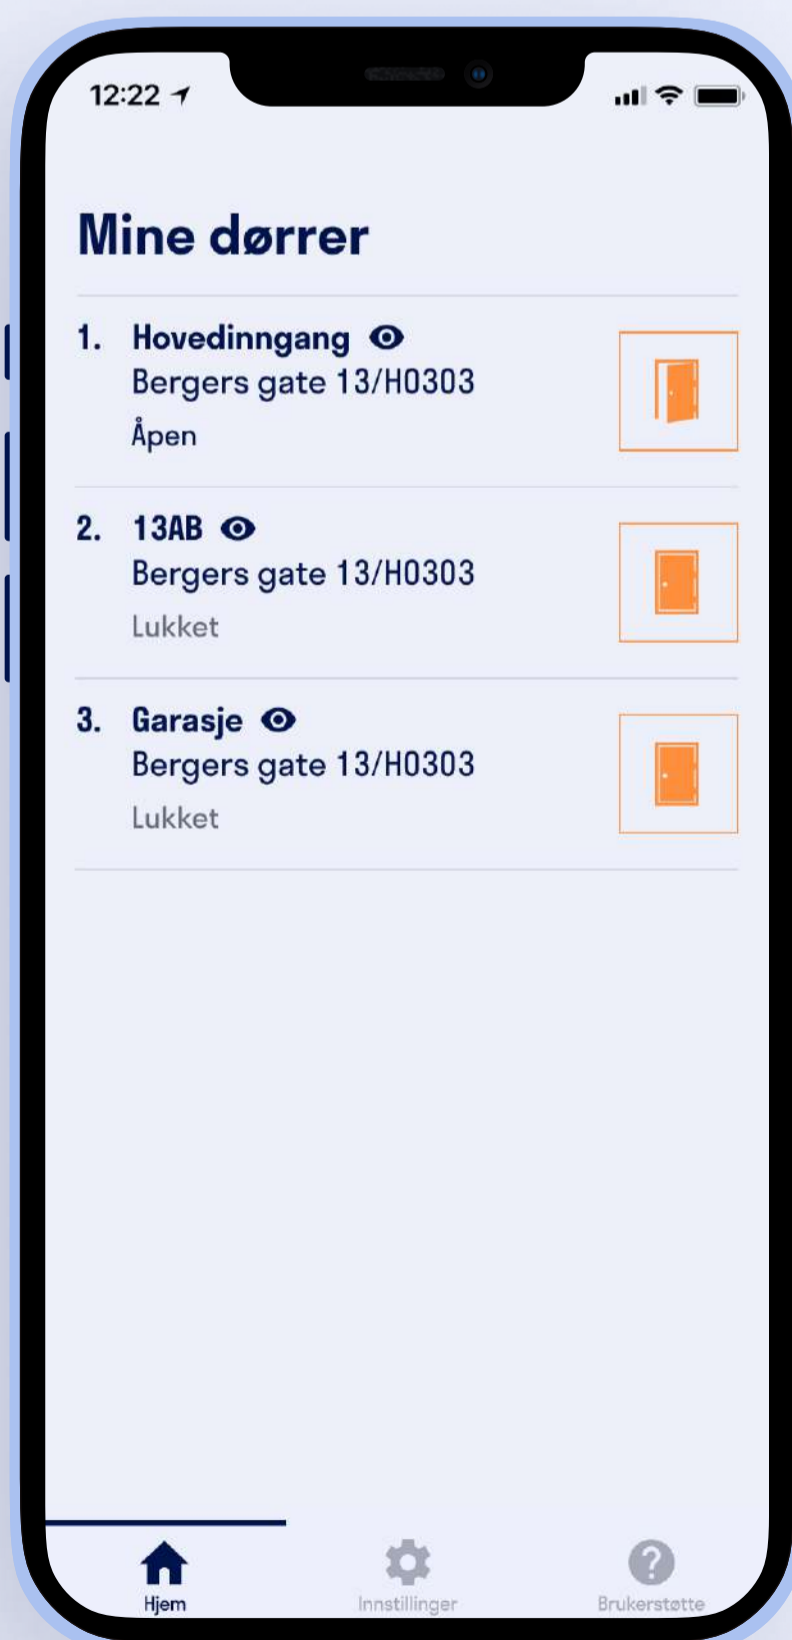 12:22
Mine dørrer
1. Hovedinngang
Bergers gate 13/H0303
Åpen
2. 13AB
Bergers gate 13/H0303
Lukket
3. Garasje
Bergers gate 13/H0303
Lukket
Hjem Innstillinger Brukerstøtte